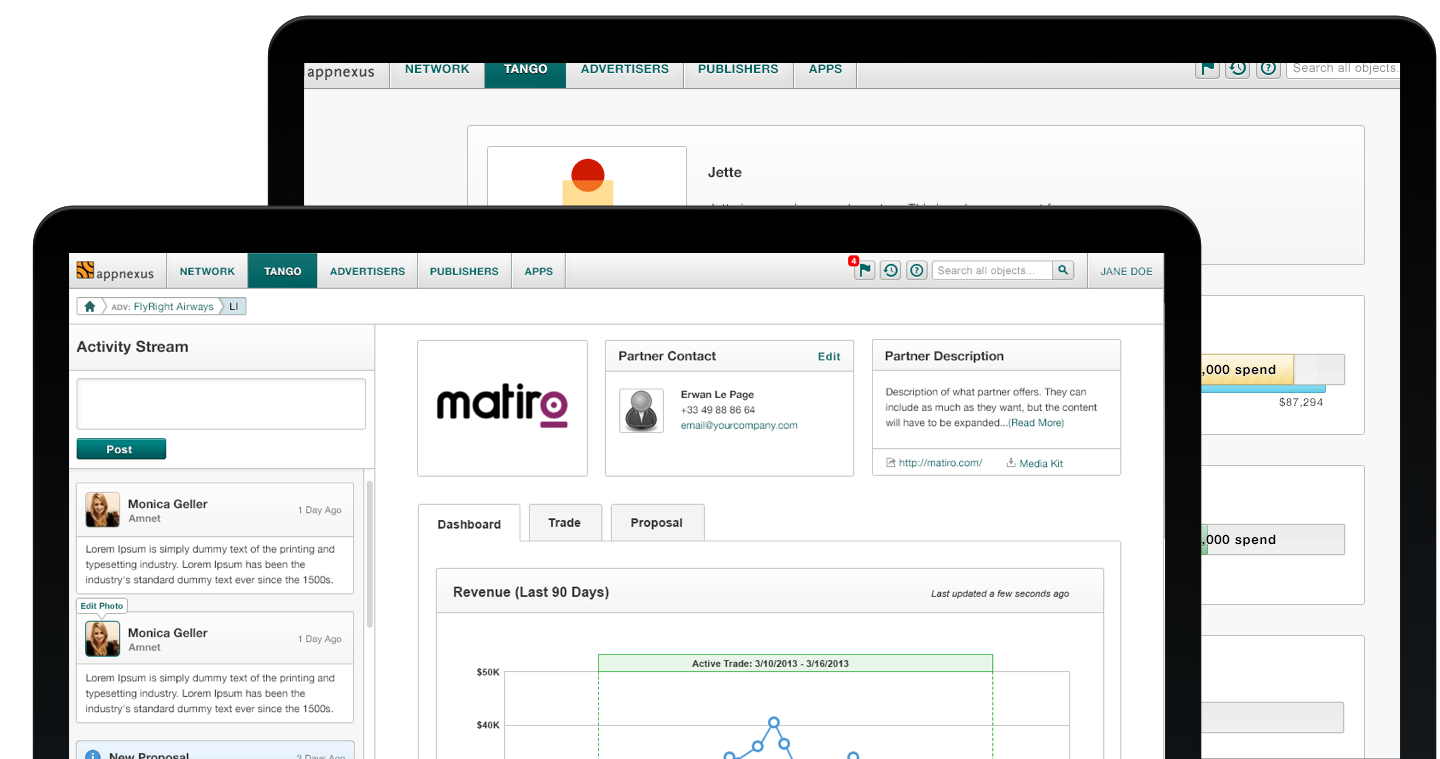 appnexus
NETWORK
TANGO
ADVERTISERS
PUBLISHERS
APPS
Search all objects.
Jette
,000 spend
$87,294
,000 spend
appnexus
NETWORK
TANGO
ADVERTISERS
PUBLISHERS
APPS
4
?
Search all objects...
JANE DOE
ADV: FlyRight Airways
LI
Activity Stream
Post
Monica Geller
1 Day Ago
Amnet
Lorem Ipsum is simply dummy text of the printing and
typesetting industry. Lorem Ipsum has been the
industry's standard dummy text ever since the 1500s.
Edit Photo
Monica Geller
1 Day Ago
Amnet
Lorem Ipsum is simply dummy text of the printing and
typesetting industry. Lorem Ipsum has been the
industry's standard dummy text ever since the 1500s.
New Proposal
2 Days Ago
matiro
Partner Contact
Edit
Erwan Le Page
+33 49 88 86 64
email@yourcompany.com
Partner Description
Description of what partner offers. They can
include as much as they want, but the content
will have to be expanded...(Read More)
http://matiro.com/
Media Kit
Dashboard
Trade
Proposal
Revenue (Last 90 Days)
Last updated a few seconds ago
Active Trade: 3/10/2013 - 3/16/2013
$50K
$40K